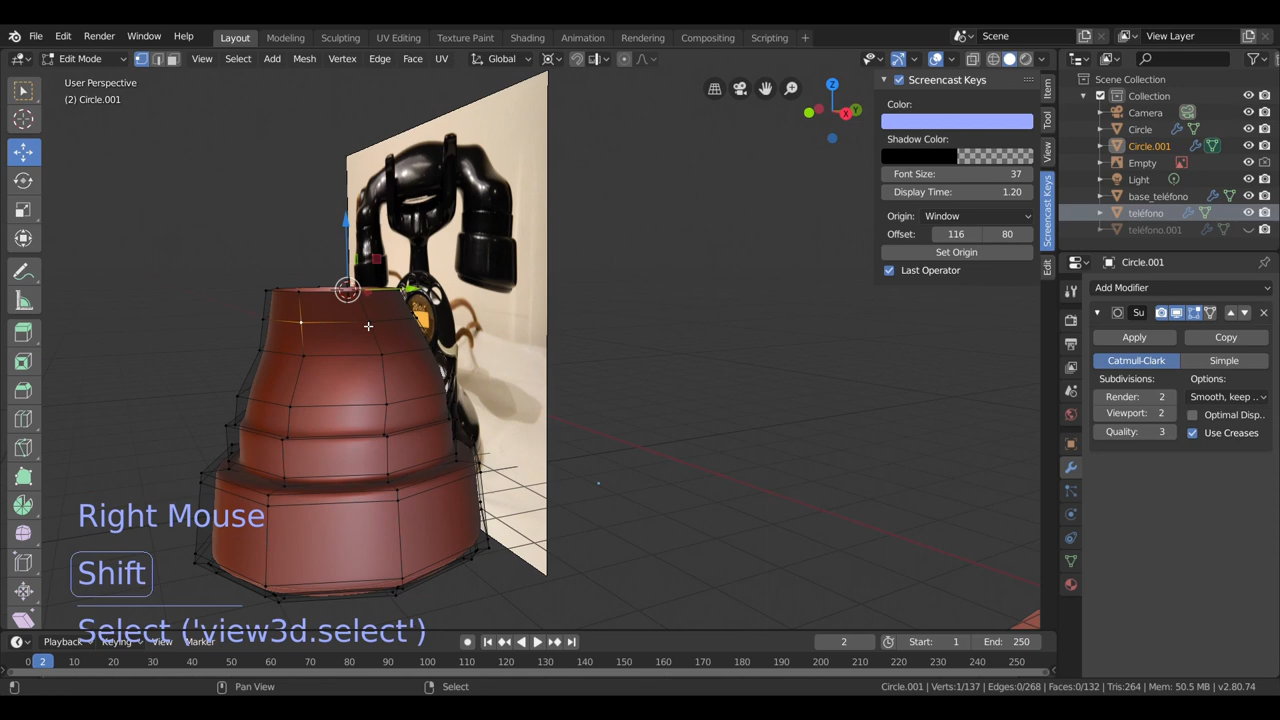 File Edit Render Window Help Layout Modeling Sculpting UV Editing Texture Paint Shading Animation Rendering Compositing Scripting + Scene View Layer
Edit Mode View Select Add Mesh Vertex Edge Face UV Global
User Perspective
(2) Circle.001
Screencast Keys
Color:
Shadow Color:
Font Size: 37
Display Time: 1.20
Origin: Window
Offset: 116 80
Set Origin
Last Operator
Item
Tool
View
Screencast Keys
Edit
Scene Collection
Collection
Camera
Circle
Circle.001
Empty
Light
base_teléfono
teléfono
teléfono.001
Circle.001
Add Modifier
Su
Apply Copy
Catmull-Clark Simple
Subdivisions: Options:
Render: 2 Smooth, keep ..
Viewport: 2 Optimal Disp..
Quality: 3 Use Creases
Right Mouse
Shift
Select ('view3d.select')
Playback Keying View Marker 2 Start: 1 End: 250
0 2 10 20 30 40 50 60 70 80 90 100 110 120 130 140 150 160 170 180 190 200 210 220 230 240 250
Pan View Select Circle.001 | Verts:1/137 | Edges:0/268 | Faces:0/132 | Tris:264 | Mem: 50.5 MB | v2.80.74